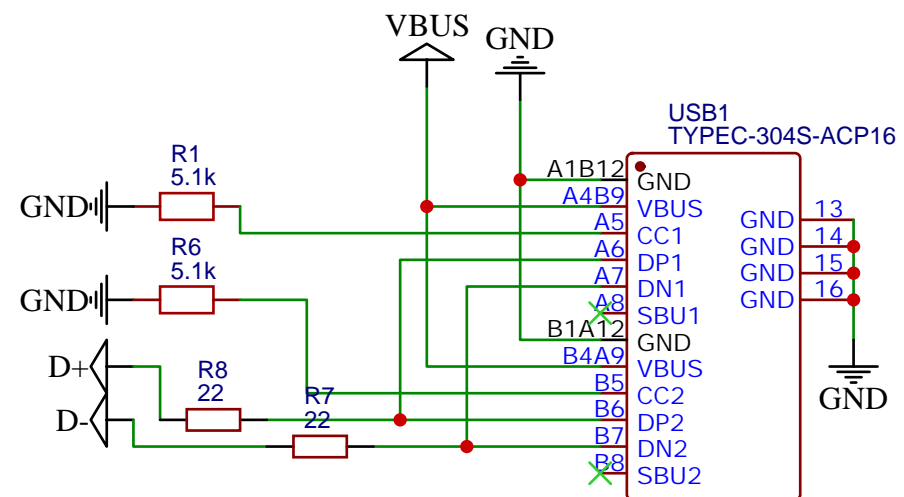 VBUS
GND
USB1
TYPEC-304S-ACP16
R1
5.1k
GND
R6
5.1k
GND
D+
R8
22
D-
R7
22
A1B12
GND
A4B9
VBUS
A5
CC1
A6
DP1
A7
DN1
A8
SBU1
B1A12
GND
B4A9
VBUS
B5
CC2
B6
DP2
B7
DN2
B8
SBU2
GND 13
GND 14
GND 15
GND 16
GND